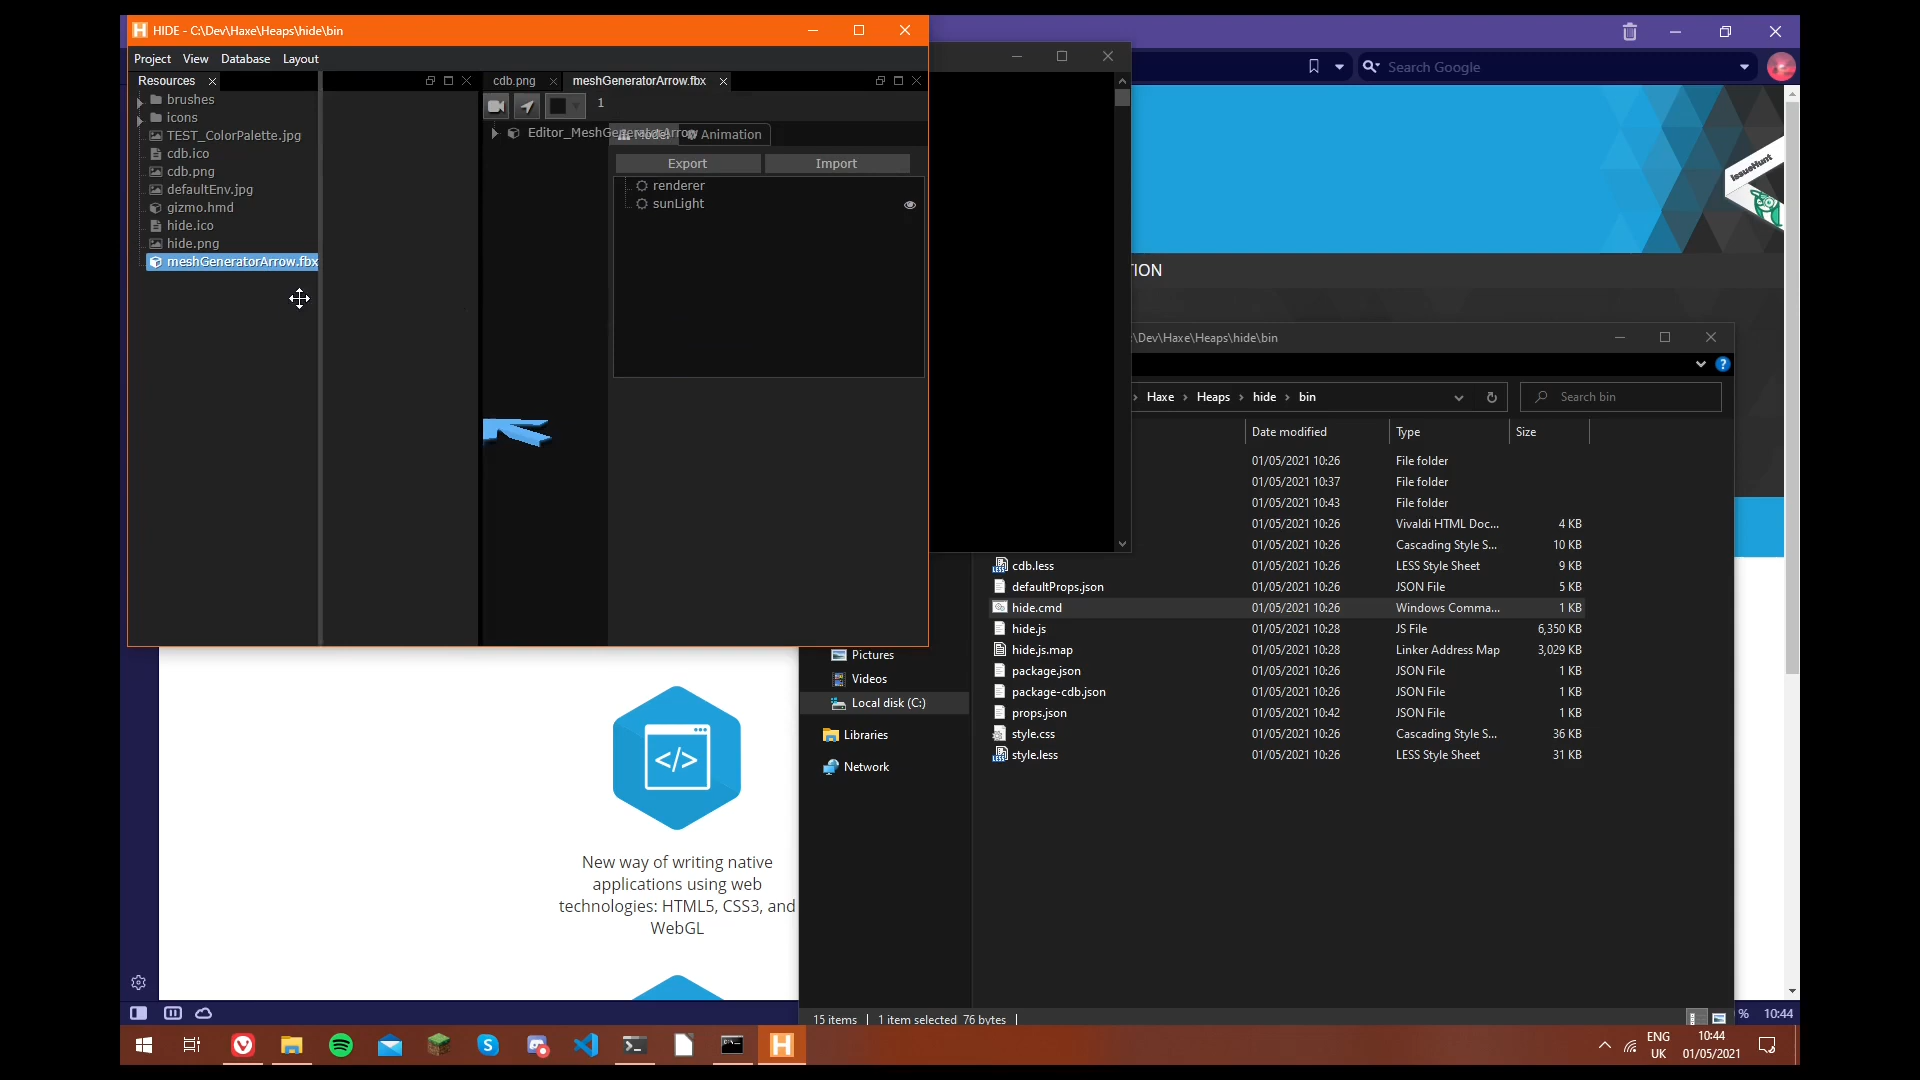 HIDE - C:\Dev\Haxe\Heaps\hide\bin
Project View Database Layout
Resources
brushes
icons
TEST_ColorPalette.jpg
cdb.ico
cdb.png
defaultEnv.jpg
gizmo.hmd
hide.ico
hide.png
meshGeneratorArrow.fbx
cdb.png
meshGeneratorArrow.fbx
1
Editor_MeshGeneratorArrow
Animation
Export Import
renderer
sunLight
Search Google
IssueHunt
TION
:\Dev\Haxe\Heaps\hide\bin
Haxe > Heaps > hide > bin
Search bin
Date modified Type Size
01/05/2021 10:26 File folder
01/05/2021 10:37 File folder
01/05/2021 10:43 File folder
01/05/2021 10:26 Vivaldi HTML Doc... 4 KB
01/05/2021 10:26 Cascading Style S... 10 KB
cdb.less 01/05/2021 10:26 LESS Style Sheet 9 KB
defaultProps.json 01/05/2021 10:26 JSON File 5 KB
hide.cmd 01/05/2021 10:26 Windows Comma... 1 KB
hide.js 01/05/2021 10:28 JS File 6,350 KB
hide.js.map 01/05/2021 10:28 Linker Address Map 3,029 KB
package.json 01/05/2021 10:26 JSON File 1 KB
package-cdb.json 01/05/2021 10:26 JSON File 1 KB
props.json 01/05/2021 10:42 JSON File 1 KB
style.css 01/05/2021 10:26 Cascading Style S... 36 KB
style.less 01/05/2021 10:26 LESS Style Sheet 31 KB
Pictures
Videos
Local disk (C:)
Libraries
Network
15 items 1 item selected 76 bytes
</>
New way of writing native
applications using web
technologies: HTML5, CSS3, and
WebGL
% 10:44
ENG
UK
10:44
01/05/2021